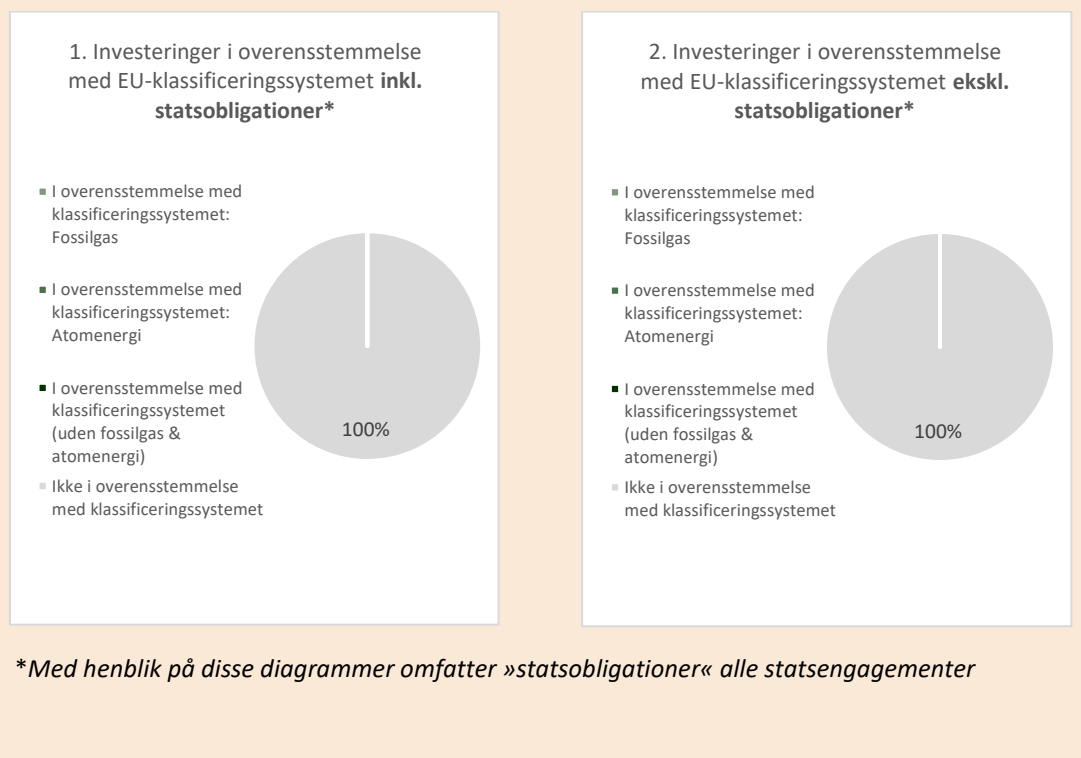 1. Investeringer i overensstemmelse
med EU-klassificeringssystemet inkl.
statsobligationer*
I overensstemmelse med
klassificeringssystemet:
Fossilgas
I overensstemmelse med
klassificeringssystemet:
Atomenergi
I overensstemmelse med
klassificeringssystemet
(uden fossilgas &
atomenergi)
Ikke i overensstemmelse
med klassificeringssystemet
100%
2. Investeringer i overensstemmelse
med EU-klassificeringssystemet ekskl.
statsobligationer*
I overensstemmelse med
klassificeringssystemet:
Fossilgas
I overensstemmelse med
klassificeringssystemet:
Atomenergi
I overensstemmelse med
klassificeringssystemet
(uden fossilgas &
atomenergi)
Ikke i overensstemmelse
med klassificeringssystemet
100%
*Med henblik på disse diagrammer omfatter »statsobligationer« alle statsengagementer